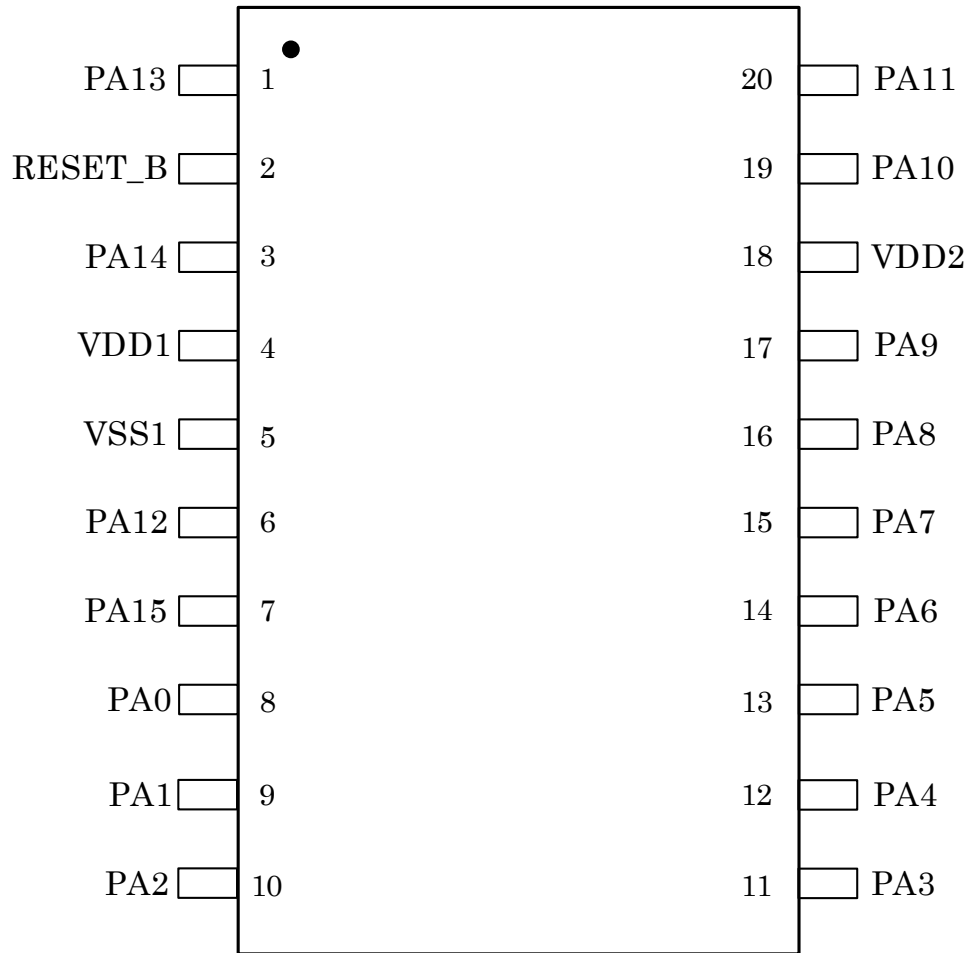 PA13 1 20 PA11
RESET_B 2 19 PA10
PA14 3 18 VDD2
VDD1 4 17 PA9
VSS1 5 16 PA8
PA12 6 15 PA7
PA15 7 14 PA6
PA0 8 13 PA5
PA1 9 12 PA4
PA2 10 11 PA3